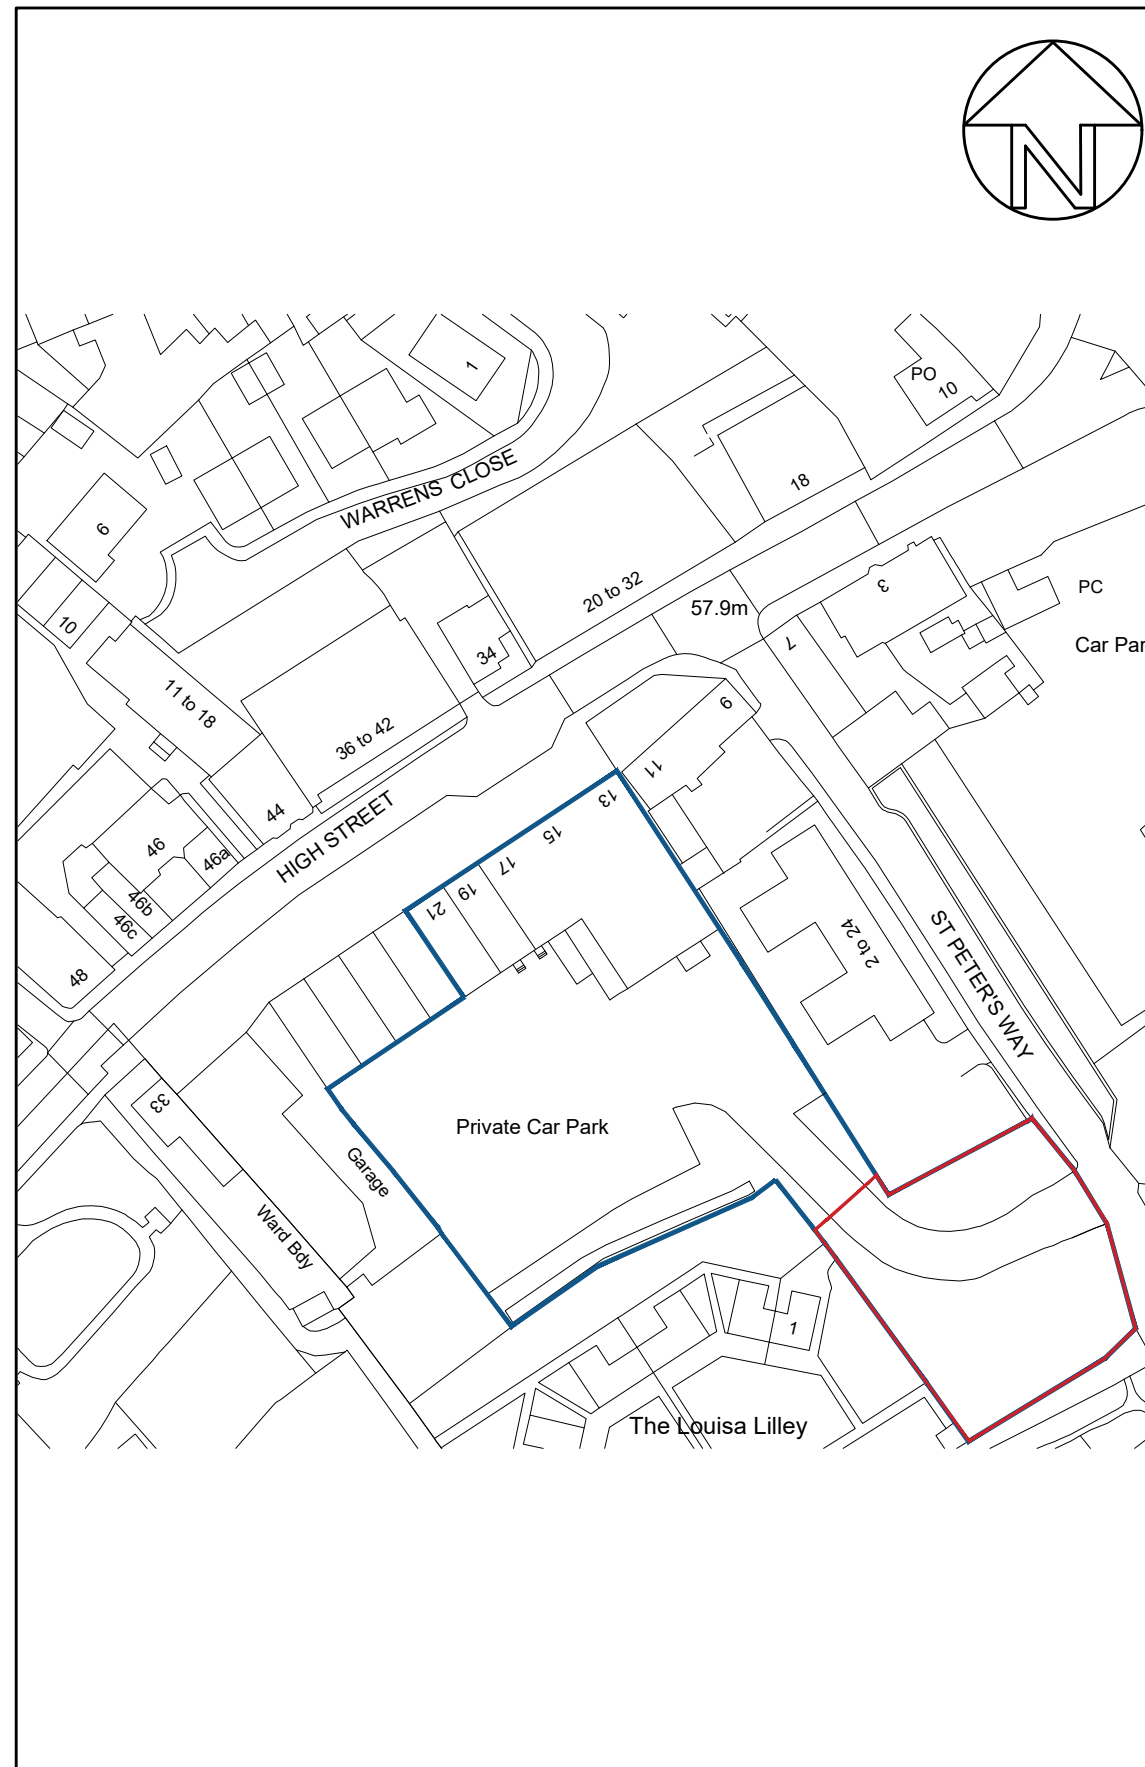 N
1
PO
10
WARRENS CLOSE
18
6
3
PC
20 to 32
57.9m
10
7
Car Par
34
11 to 18
9
36 to 42
11
44
13
HIGH STREET
15
46
46a
17
19
46b
21
46c
2 to 24
ST PETER'S WAY
48
33
Private Car Park
Garage
Ward Bdy
1
The Louisa Lilley